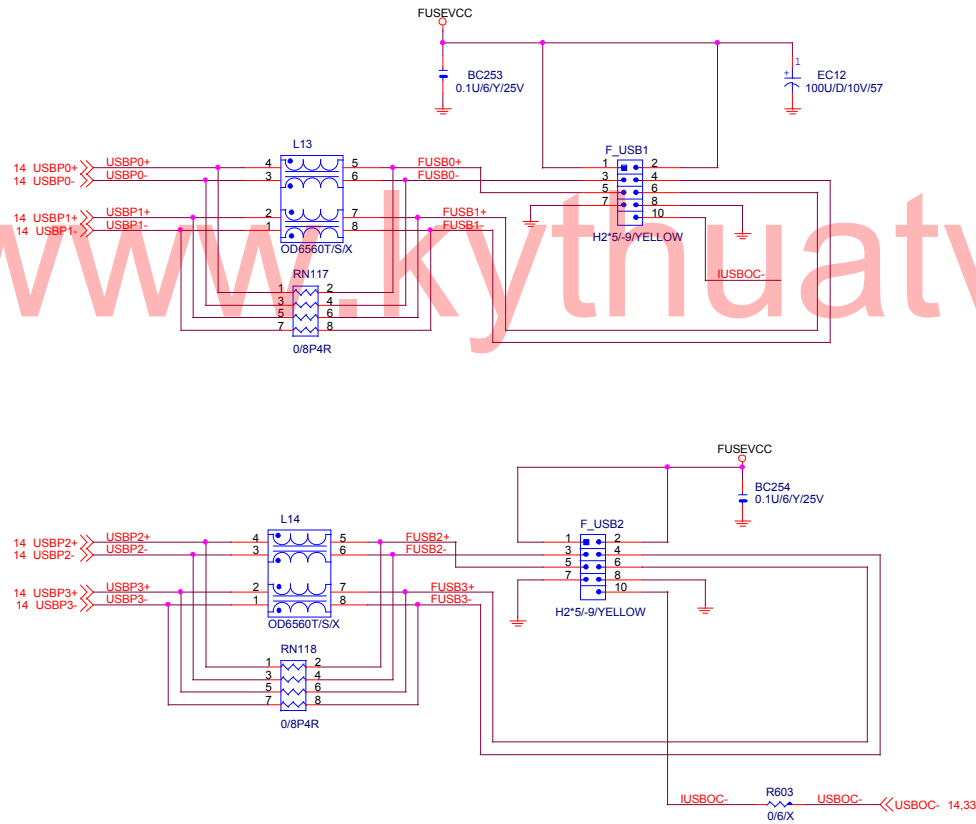 FUSEVCC
BC253
0.1U/6/Y/25V
1
+
EC12
100U/D/10V/57
L13
F_USB1
14 USBP0+ USBP0+ 4 5 FUSB0+ 1 2
14 USBP0- USBP0- 3 6 FUSB0- 3 4
5 6
14 USBP1+ USBP1+ 2 7 FUSB1+ 7 8
14 USBP1- USBP1- 1 8 FUSB1- 10
OD6560T/S/X
H2*5/-9/YELLOW
www.kythuatv
RN117
IUSBOC-
1 2
3 4
5 6
7 8
0/8P4R
FUSEVCC
BC254
0.1U/6/Y/25V
L14
F_USB2
14 USBP2+ USBP2+ 4 5 FUSB2+ 1 2
14 USBP2- USBP2- 3 6 FUSB2- 3 4
5 6
14 USBP3+ USBP3+ 2 7 FUSB3+ 7 8
14 USBP3- USBP3- 1 8 FUSB3- 10
OD6560T/S/X
H2*5/-9/YELLOW
RN118
1 2
3 4
5 6
7 8
0/8P4R
IUSBOC- R603 USBOC- USBOC- 14,33
0/6/X